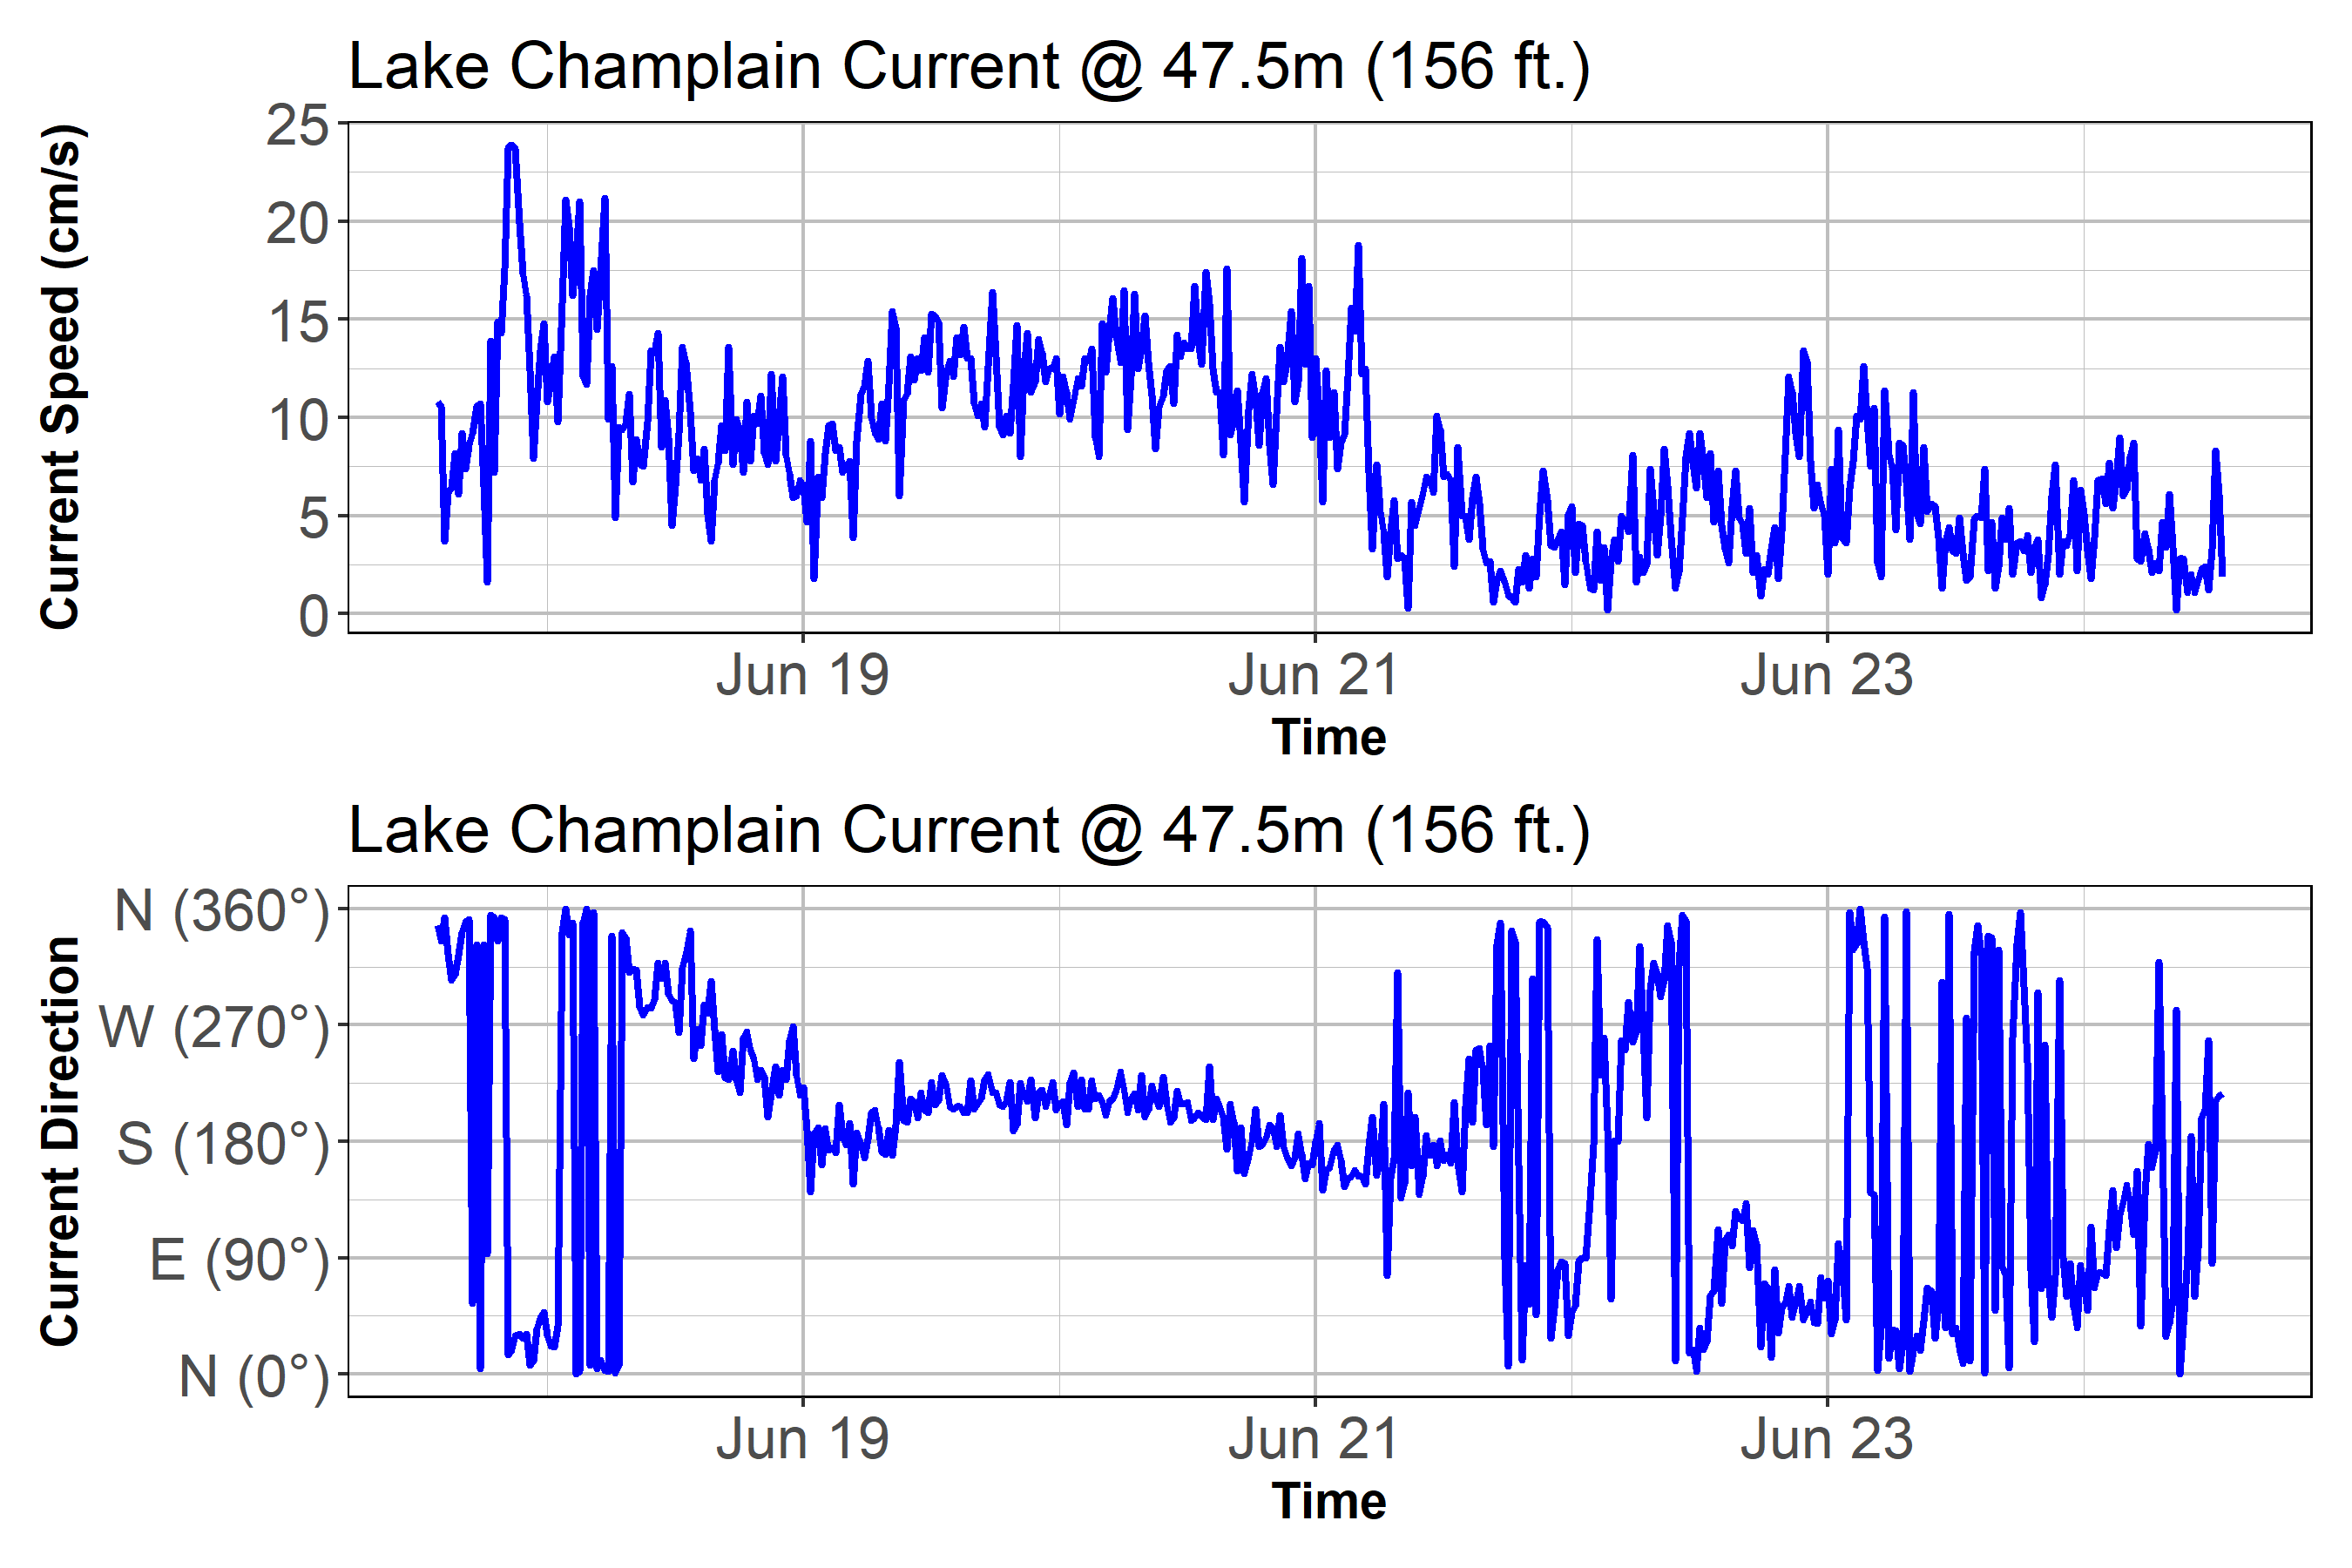 Lake Champlain Current @ 47.5m (156 ft.)
Current Speed (cm/s)
25
20
15
10
5
0
Jun 19 Jun 21 Jun 23
Time
Lake Champlain Current @ 47.5m (156 ft.)
Current Direction
N (360°)
W (270°)
S (180°)
E (90°)
N (0°)
Jun 19 Jun 21 Jun 23
Time